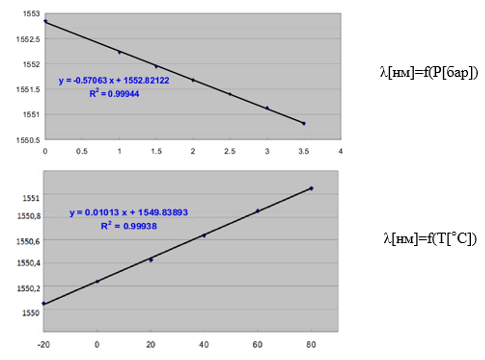 1553
1552.5
1552
1551.5
1551
1550.5
y = -0.57063 x + 1552.82122
R² = 0.99944
0 0.5 1 1.5 2 2.5 3 3.5 4
λ[нм]=f(P[бар])
1551
1550,8
1550,6
1550,4
1550,2
1550
y = 0.01013 x + 1549.83893
R² = 0.99938
-20 0 20 40 60 80
λ[нм]=f(T[°C])